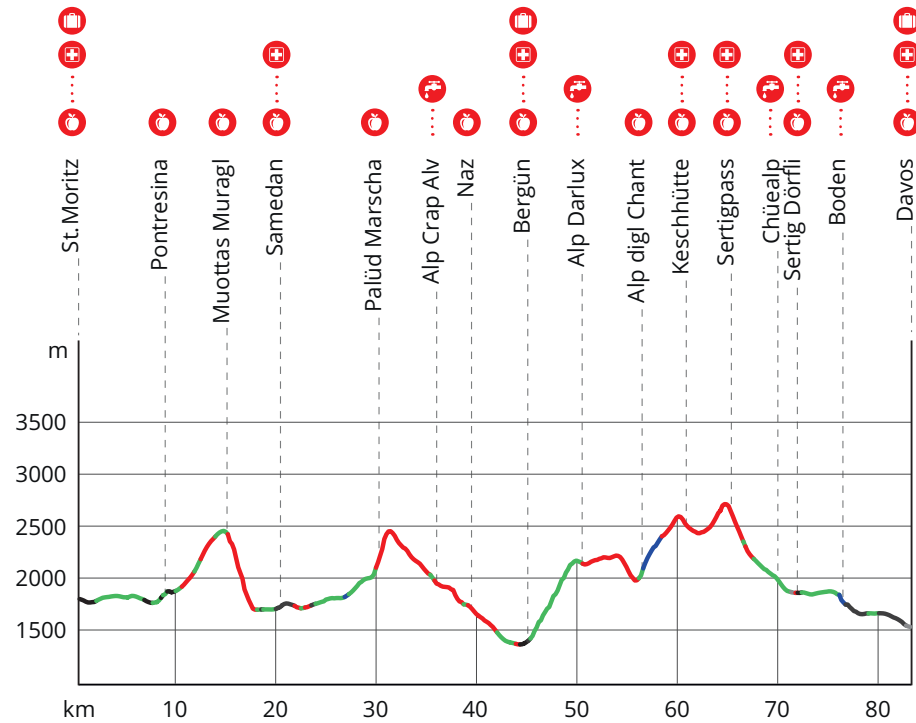 St. Moritz
Pontresina
Muottas Muragl
Samedan
Palüd Marscha
Alp Crap Alv
Naz
Bergün
Alp Darlux
Alp digl Chant
Keschhütte
Sertigpass
Chüealp
Sertig Dörfli
Boden
Davos
m
3500
3000
2500
2000
1500
km 10 20 30 40 50 60 70 80